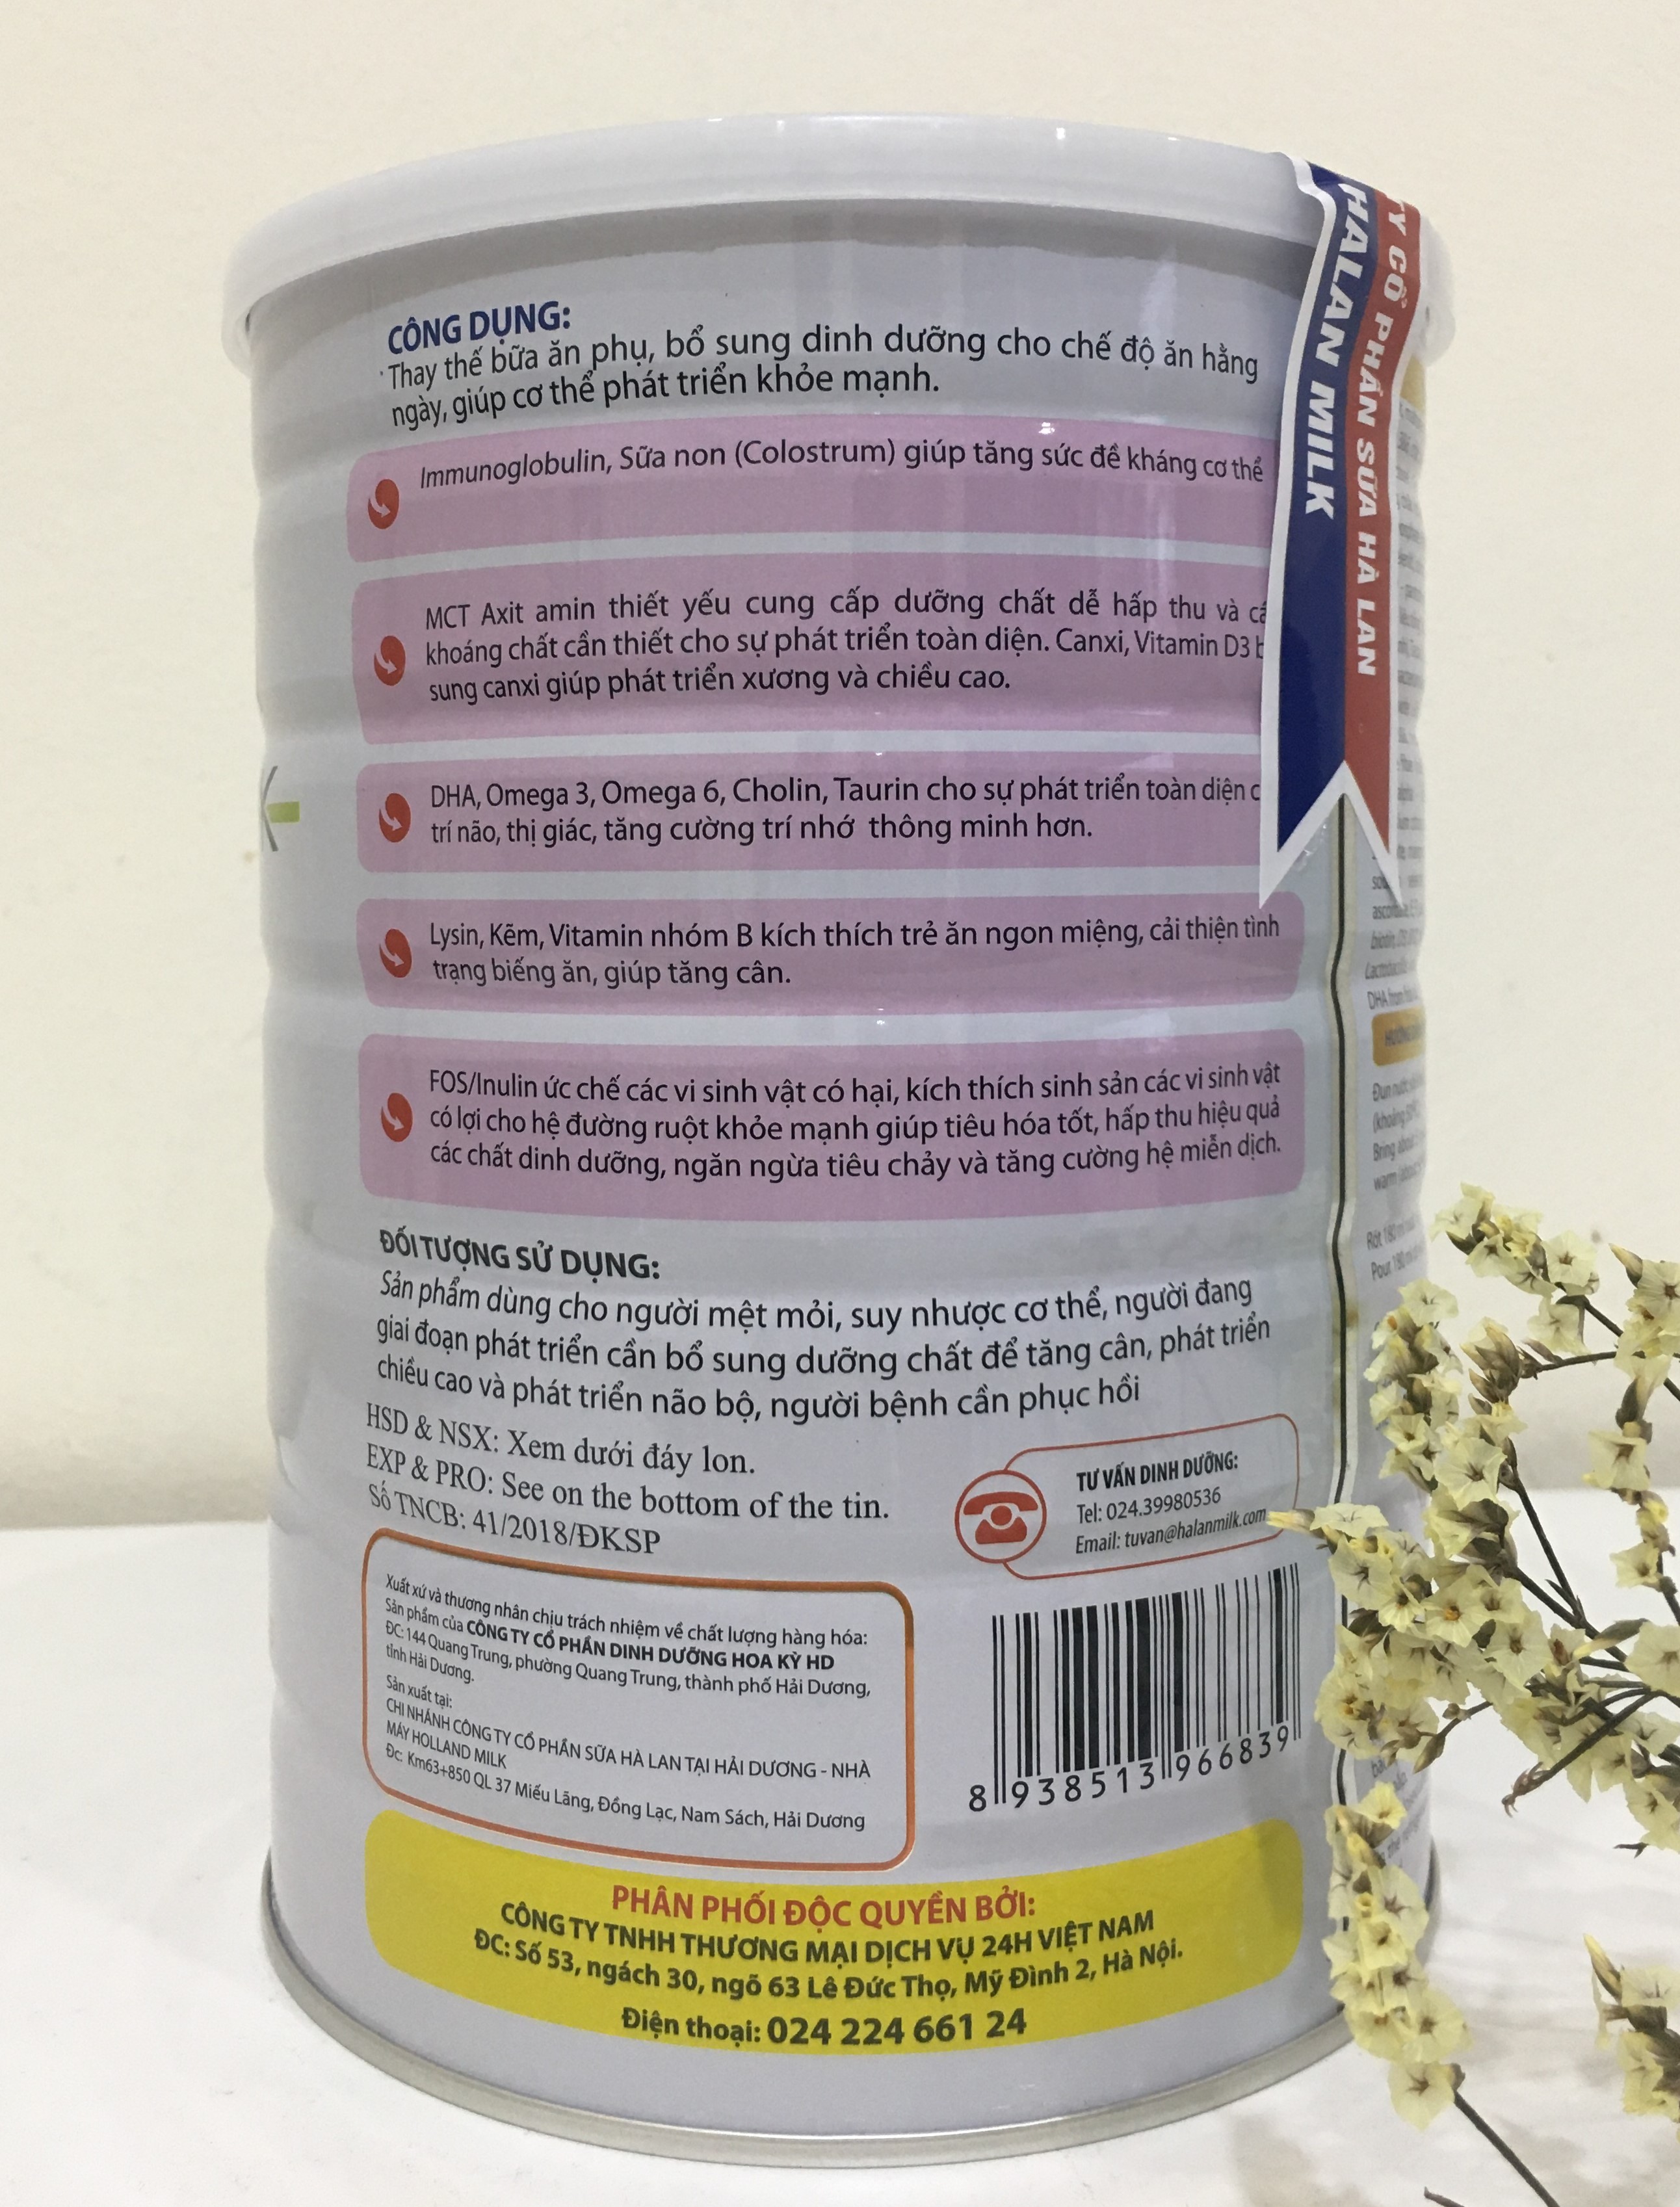 CÔNG DỤNG:
Thay thế bữa ăn phụ, bổ sung dinh dưỡng cho chế độ ăn hằng
ngày, giúp cơ thể phát triển khỏe mạnh.
Immunoglobulin, Sữa non (Colostrum) giúp tăng sức đề kháng cơ thể
MCT Axit amin thiết yếu cung cấp dưỡng chất dễ hấp thu và
khoáng chất cần thiết cho sự phát triển toàn diện. Canxi, Vitamin D3
sung canxi giúp phát triển xương và chiều cao.
DHA, Omega 3, Omega 6, Cholin, Taurin cho sự phát triển toàn diện
trí não, thị giác, tăng cường trí nhớ thông minh hơn.
Lysin, Kẽm, Vitamin nhóm B kích thích trẻ ăn ngon miệng, cải thiện tình
trạng biếng ăn, giúp tăng cân.
FOS/Inulin ức chế các vi sinh vật có hại, kích thích sinh sản các vi sinh vật
có lợi cho hệ đường ruột khỏe mạnh giúp tiêu hóa tốt, hấp thu hiệu quả
các chất dinh dưỡng, ngăn ngừa tiêu chảy và tăng cường hệ miễn dịch.
ĐỐI TƯỢNG SỬ DỤNG:
Sản phẩm dùng cho người mệt mỏi, suy nhược cơ thể, người đang
giai đoạn phát triển cần bổ sung dưỡng chất để tăng cân, phát triển
chiều cao và phát triển não bộ, người bệnh cần phục hồi
HSD & NSX: Xem dưới đáy lon.
EXP & PRO: See on the bottom of the tin.
Số TNCB: 41/2018/ĐKSP
TƯ VẤN DINH DƯỠNG:
Tel: 024.39980536
Email: tuvan@halanmilk.com
Xuất xứ và thương nhân chịu trách nhiệm về chất lượng hàng hóa:
Sản phẩm của CÔNG TY CỔ PHẦN DINH DƯỠNG HOA KỲ HD
ĐC: 144 Quang Trung, phường Quang Trung, thành phố Hải Dương,
tỉnh Hải Dương.
Sản xuất tại:
CHI NHÁNH CÔNG TY CỔ PHẦN SỮA HÀ LAN TẠI HẢI DƯƠNG - NHÀ
MÁY HOLLAND MILK
Đc: Km63+850 QL 37 Miếu Lãng, Đồng Lạc, Nam Sách, Hải Dương
8 938513 966839
PHÂN PHỐI ĐỘC QUYỀN BỞI:
CÔNG TY TNHH THƯƠNG MẠI DỊCH VỤ 24H VIỆT NAM
ĐC: Số 53, ngách 30, ngõ 63 Lê Đức Thọ, Mỹ Đình 2, Hà Nội.
Điện thoại: 024 224 661 24
TY CỔ PHẦN SỮA HÀ LAN
HALAN MILK